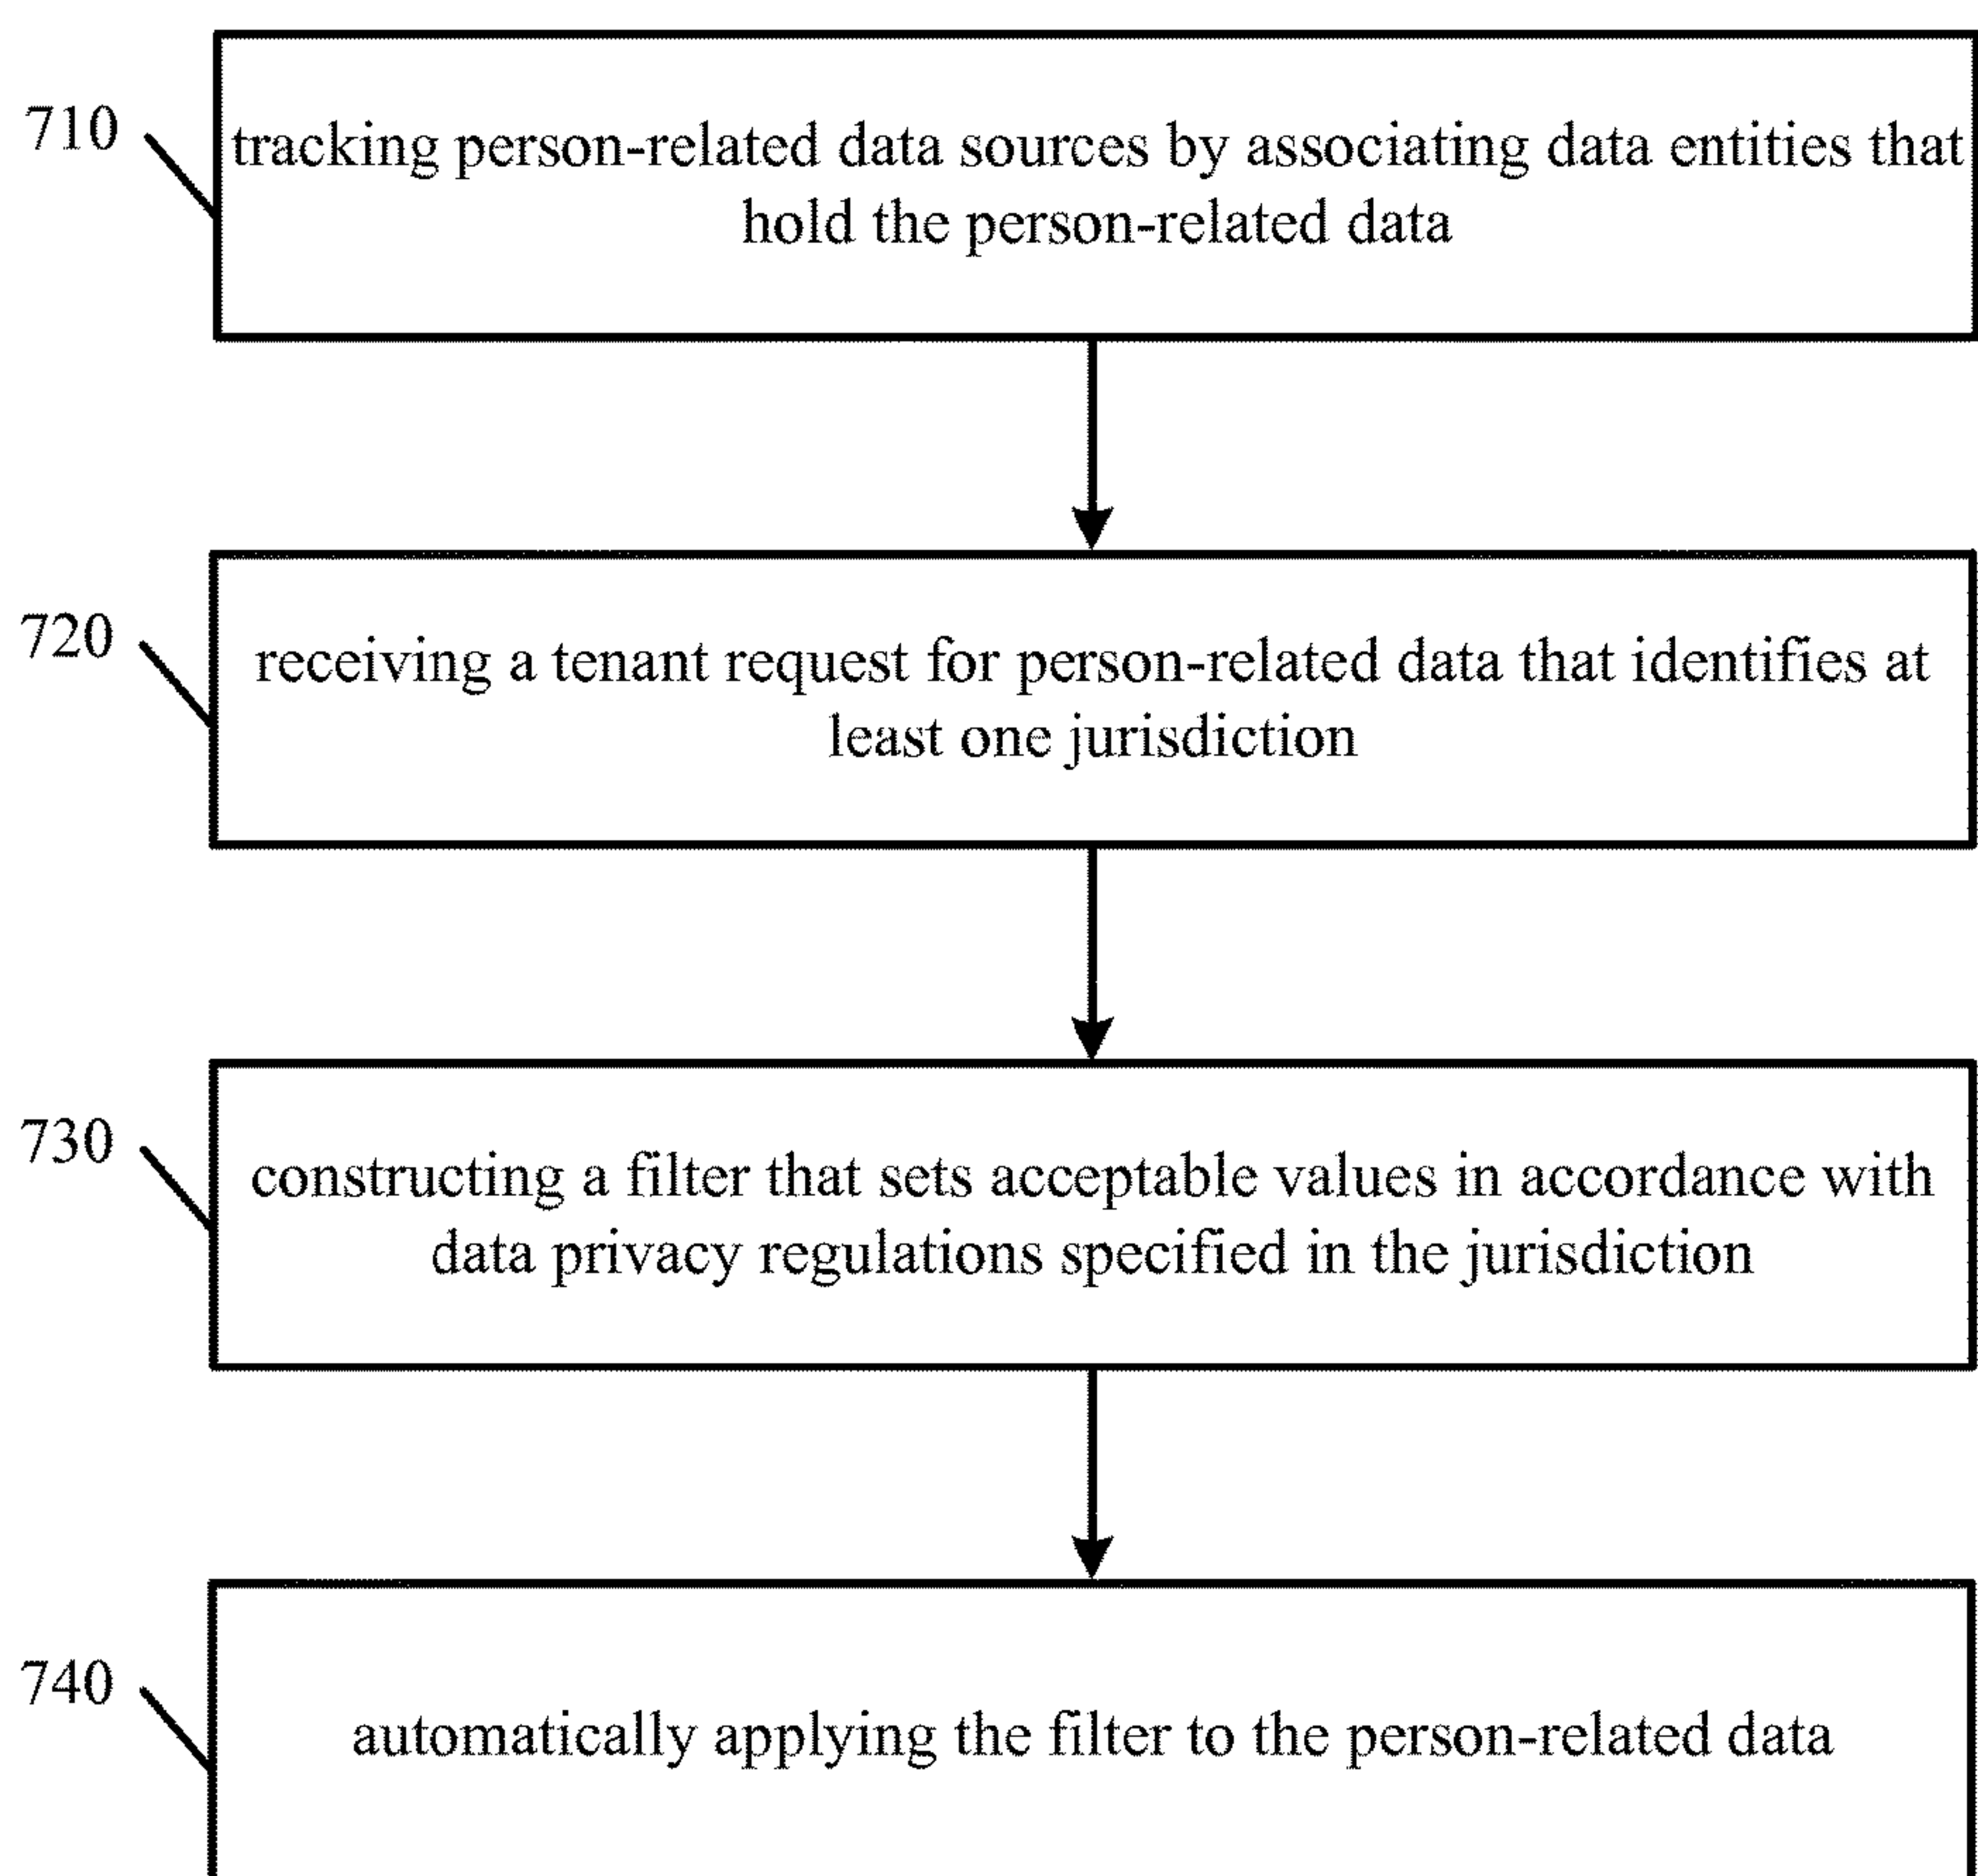 710
tracking person-related data sources by associating data entities that
hold the person-related data
720
receiving a tenant request for person-related data that identifies at
least one jurisdiction
730
constructing a filter that sets acceptable values in accordance with
data privacy regulations specified in the jurisdiction
740
automatically applying the filter to the person-related data